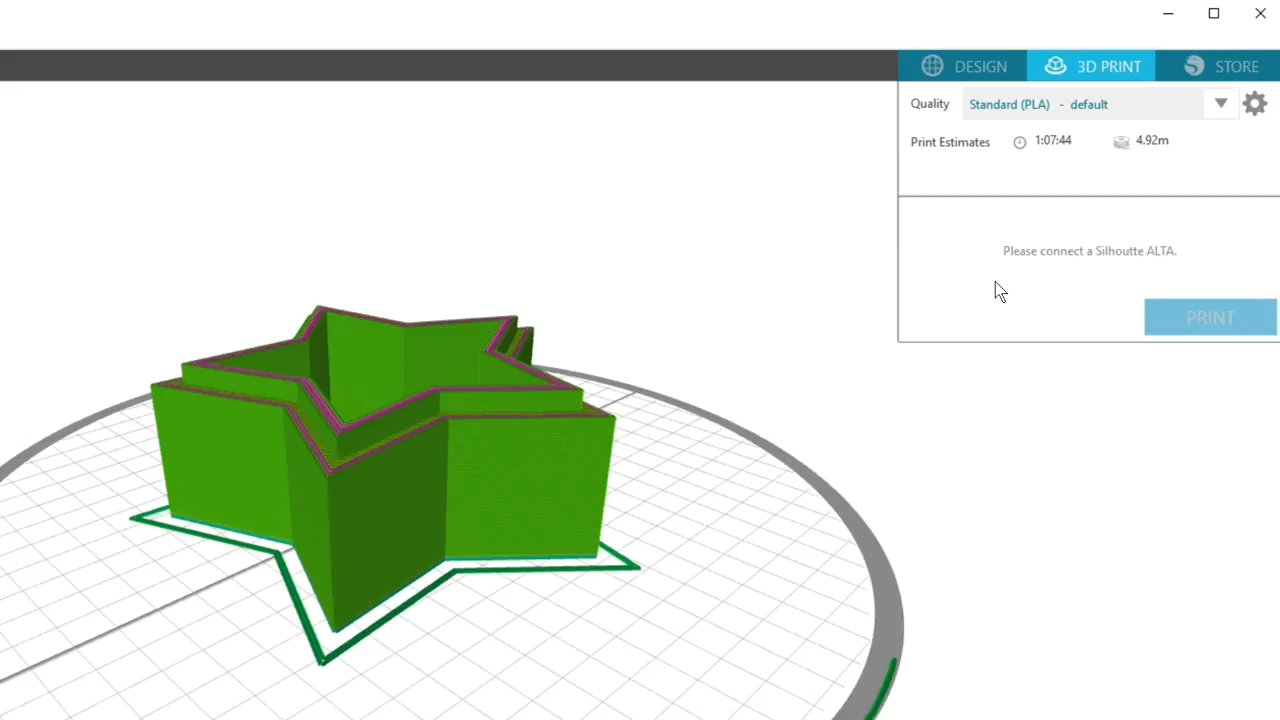 DESIGN
3D PRINT
STORE
Quality Standard (PLA) - default
Print Estimates 1:07:44 4.92m
Please connect a Silhoutte ALTA.
PRINT